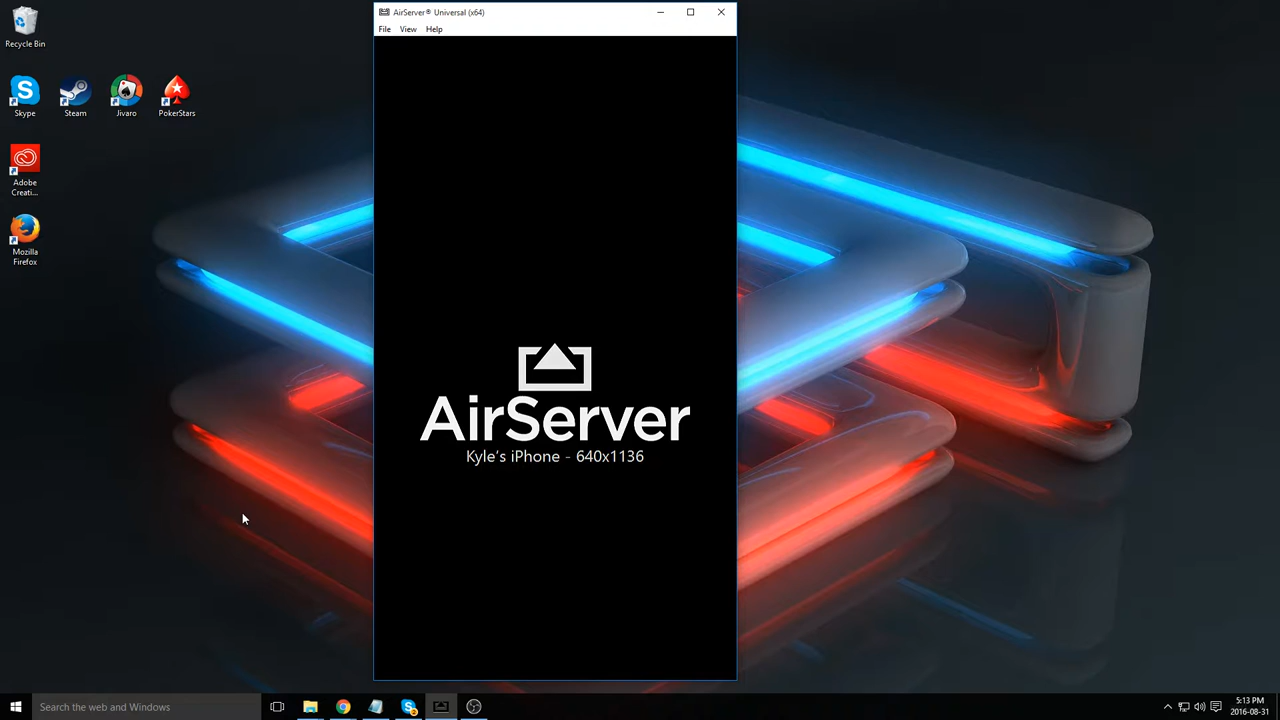 AirServer® Universal (x64)
File View Help
Recycle Bin
Skype Steam Jivaro PokerStars
Adobe
Creati...
Mozilla
Firefox
AirServer
Kyle's iPhone - 640x1136
Search the web and Windows
5:13 PM
2016-08-31